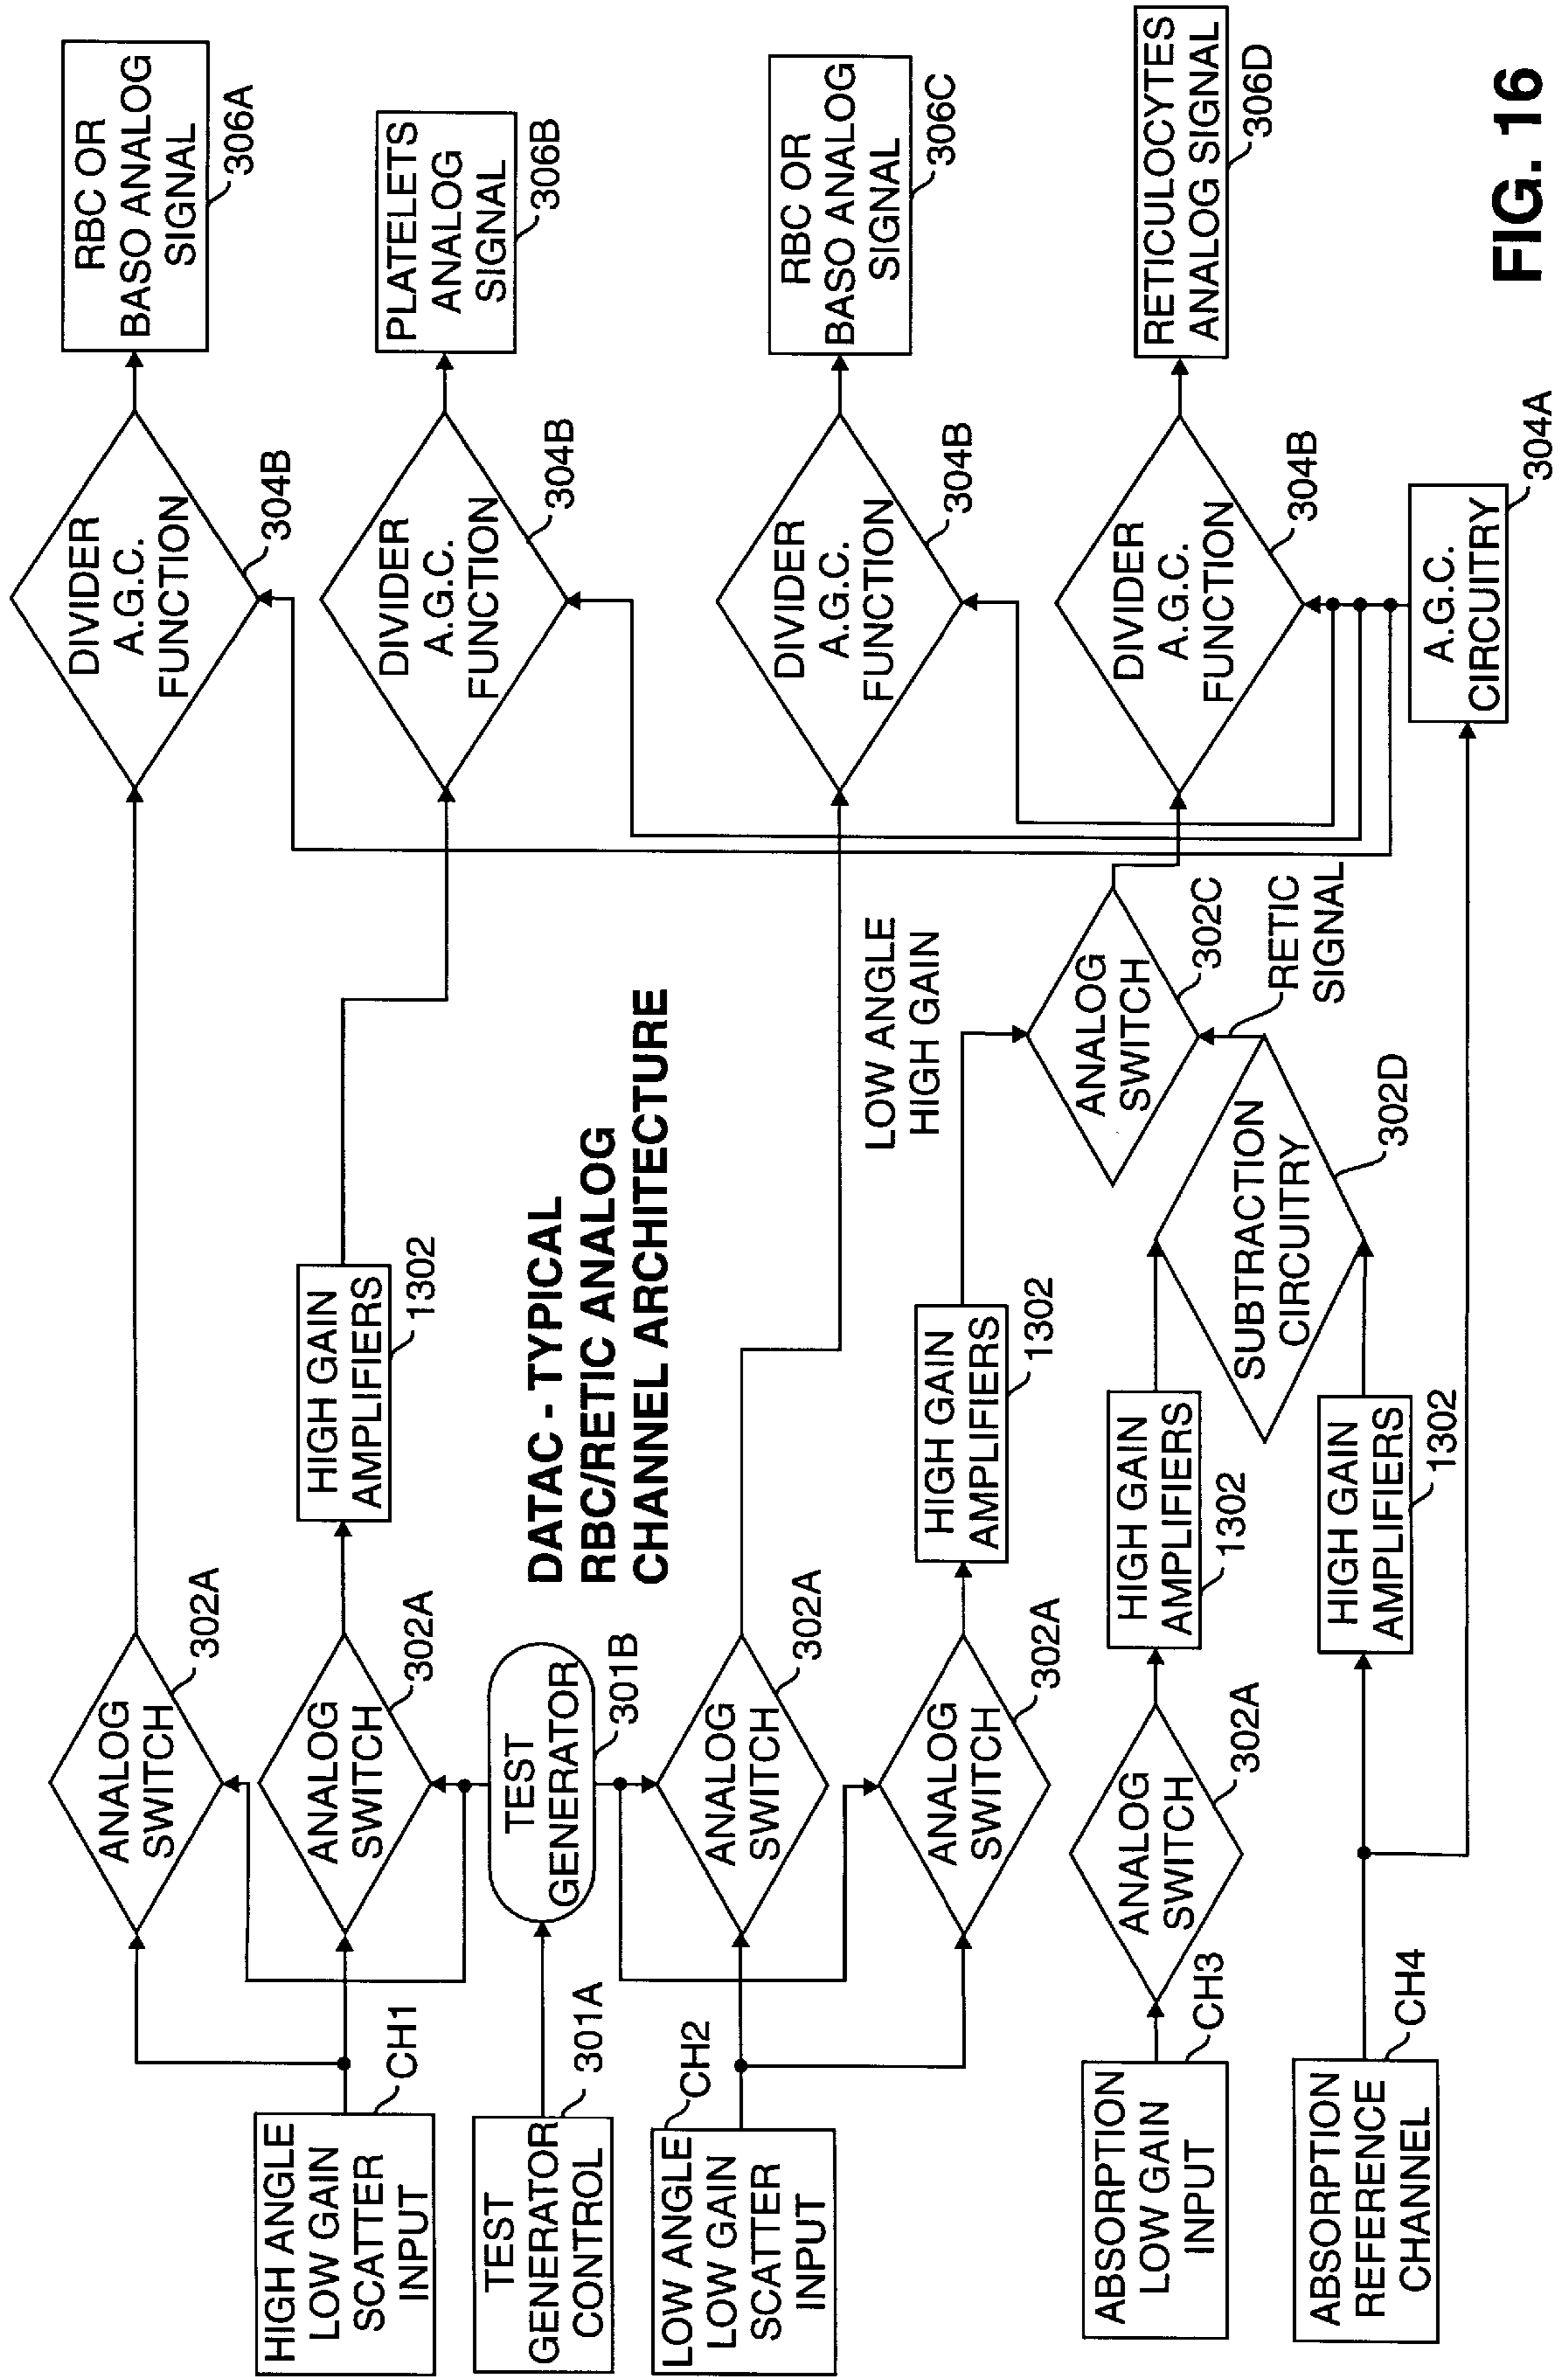 HIGH ANGLE
LOW GAIN
SCATTER
INPUT
CH1
TEST
GENERATOR
CONTROL
301A
LOW ANGLE
LOW GAIN
SCATTER
INPUT
CH2
ABSORPTION
LOW GAIN
INPUT
CH3
ABSORPTION
REFERENCE
CHANNEL
CH4
ANALOG
SWITCH
302A
ANALOG
SWITCH
302A
TEST
GENERATOR
301B
ANALOG
SWITCH
302A
ANALOG
SWITCH
302A
ANALOG
SWITCH
302A
HIGH GAIN
AMPLIFIERS
1302
DATAC - TYPICAL
RBC/RETIC ANALOG
CHANNEL ARCHITECTURE
HIGH GAIN
AMPLIFIERS
1302
HIGH GAIN
AMPLIFIERS
1302
HIGH GAIN
AMPLIFIERS
1302
LOW ANGLE
HIGH GAIN
ANALOG
SWITCH
302C
SUBTRACTION
CIRCUITRY
302D
RETIC
SIGNAL
DIVIDER
A.G.C.
FUNCTION
304B
DIVIDER
A.G.C.
FUNCTION
304B
DIVIDER
A.G.C.
FUNCTION
304B
DIVIDER
A.G.C.
FUNCTION
304B
A.G.C.
CIRCUITRY
304A
RBC OR
BASO ANALOG
SIGNAL
306A
PLATELETS
ANALOG
SIGNAL
306B
RBC OR
BASO ANALOG
SIGNAL
306C
RETICULOCYTES
ANALOG SIGNAL
306D
FIG. 16